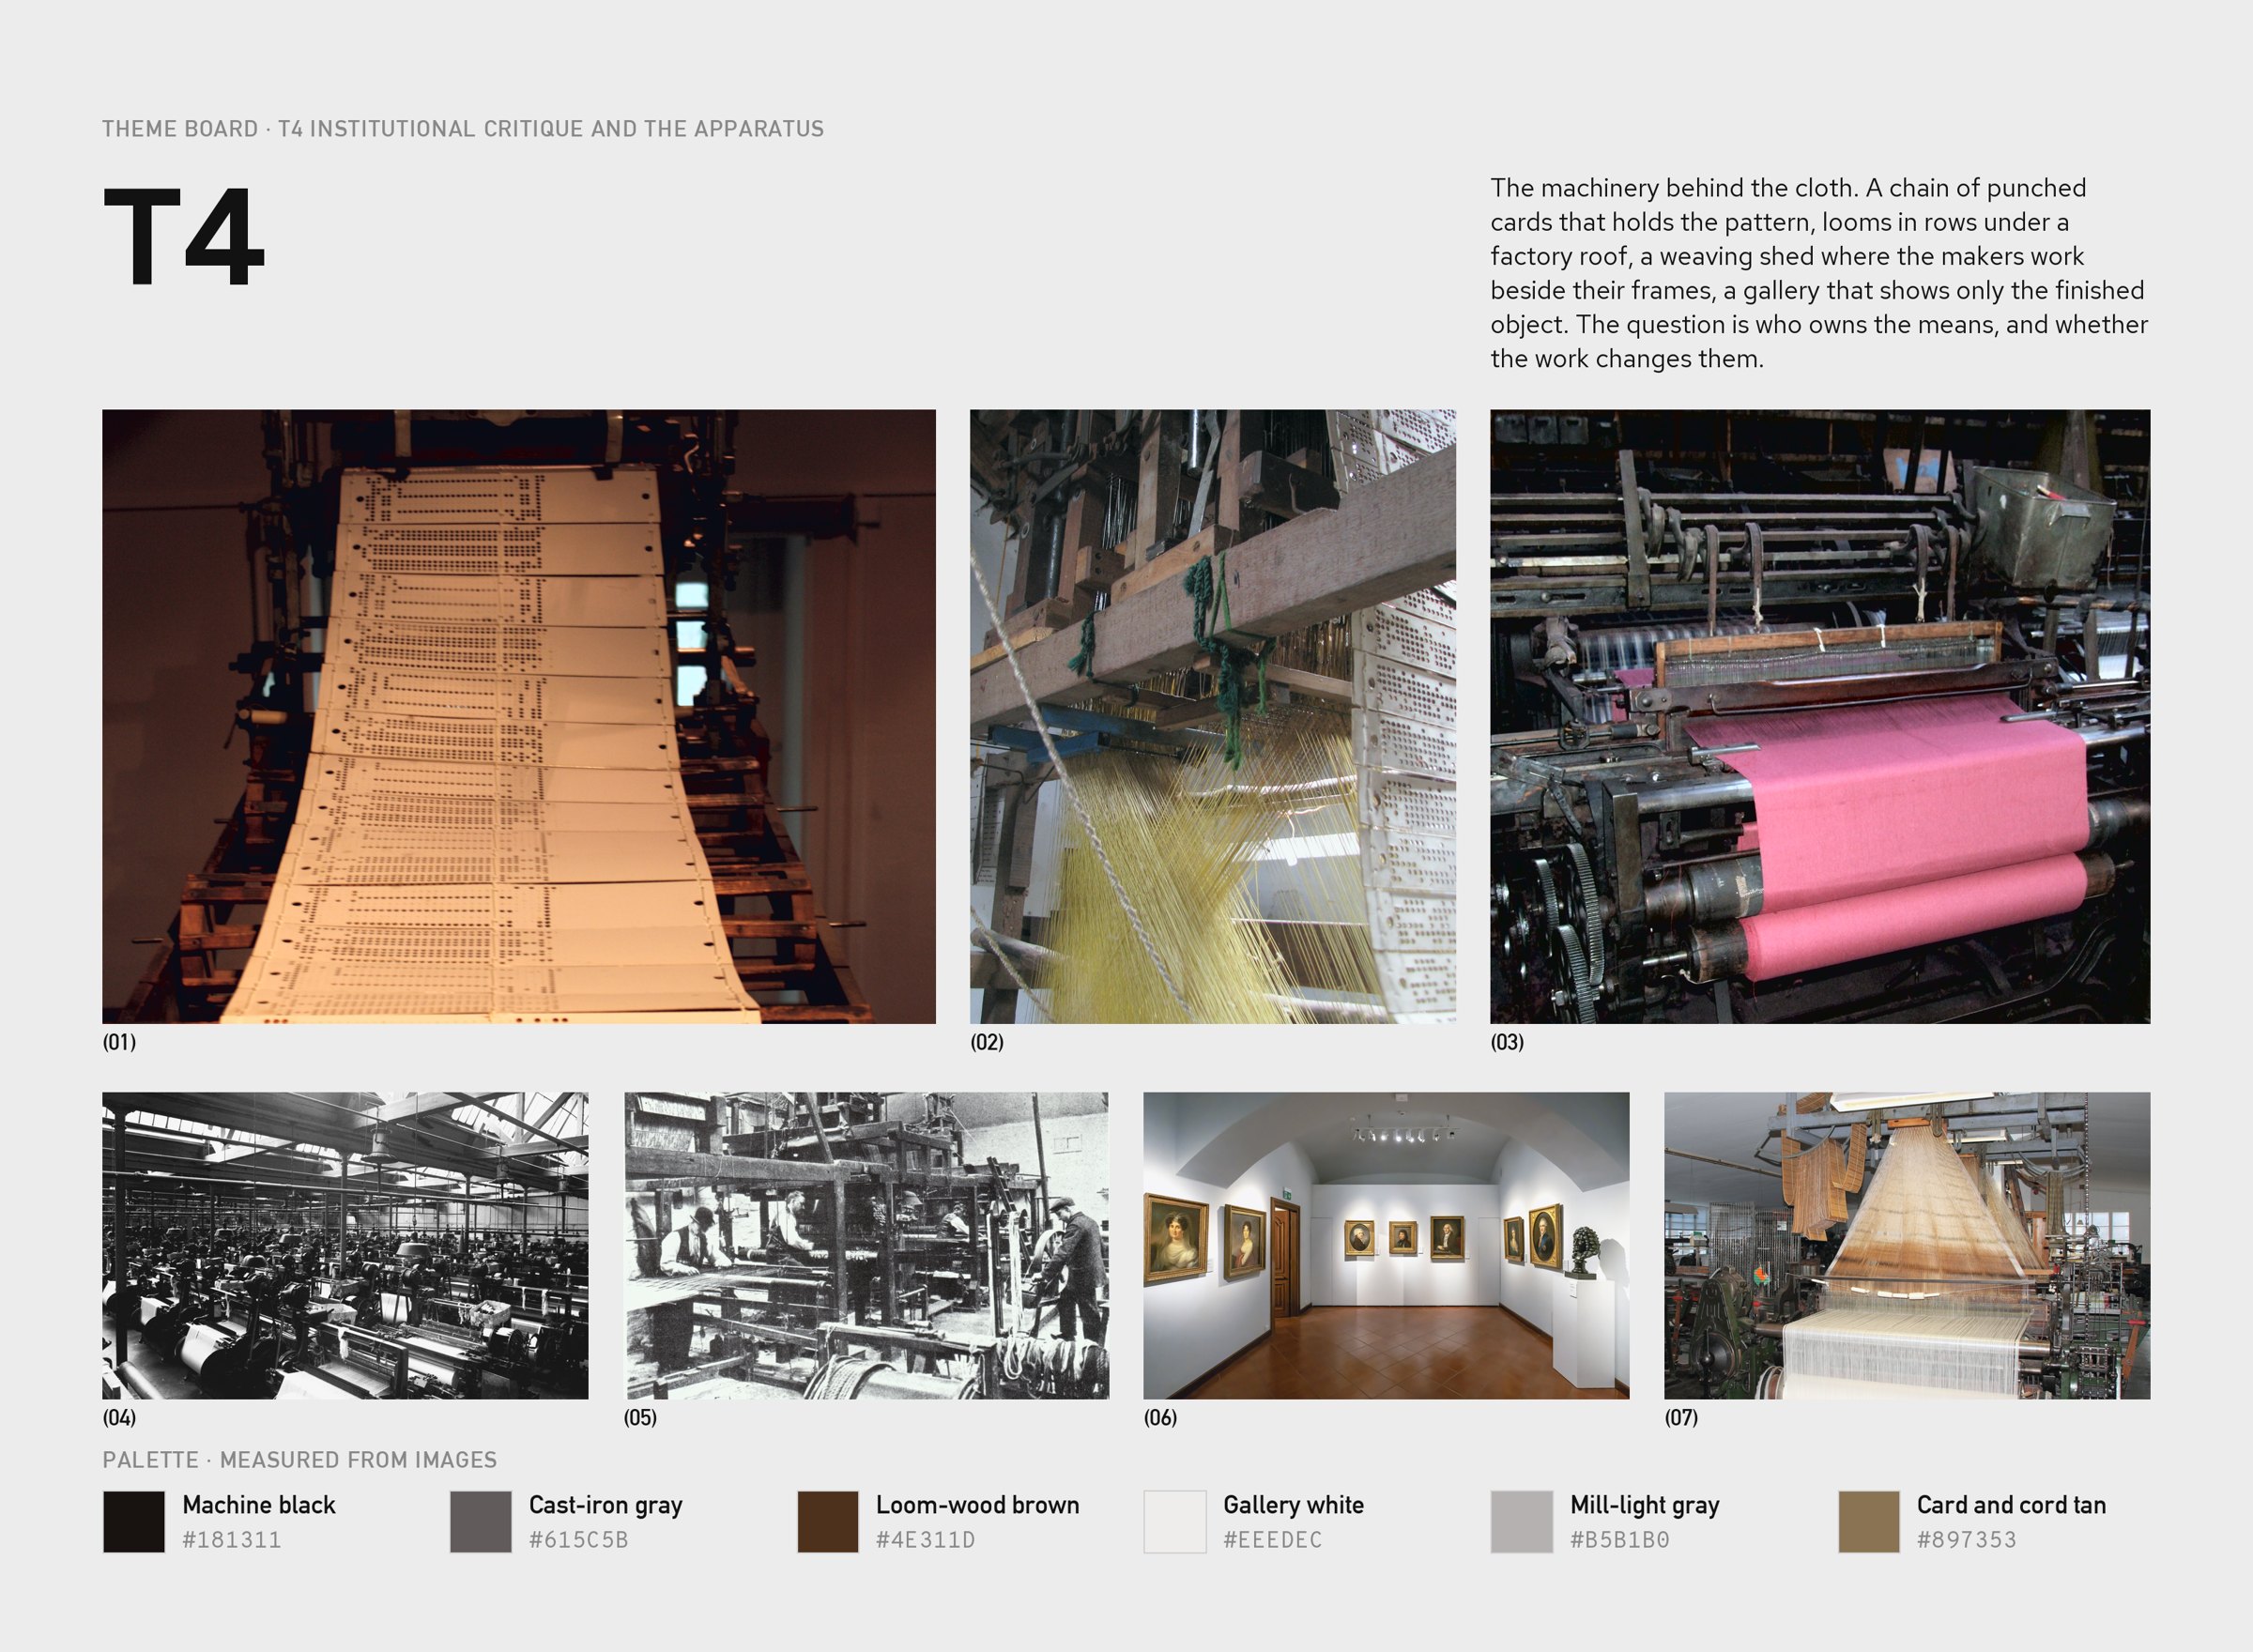 THEME BOARD · T4 INSTITUTIONAL CRITIQUE AND THE APPARATUS
T4
The machinery behind the cloth. A chain of punched
cards that holds the pattern, looms in rows under a
factory roof, a weaving shed where the makers work
beside their frames, a gallery that shows only the finished
object. The question is who owns the means, and whether
the work changes them.
(01)
(02)
(03)
(04)
(05)
(06)
(07)
PALETTE · MEASURED FROM IMAGES
Machine black
#181311
Cast-iron gray
#615C5B
Loom-wood brown
#4E311D
Gallery white
#EEEDEC
Mill-light gray
#B5B1B0
Card and cord tan
#897353